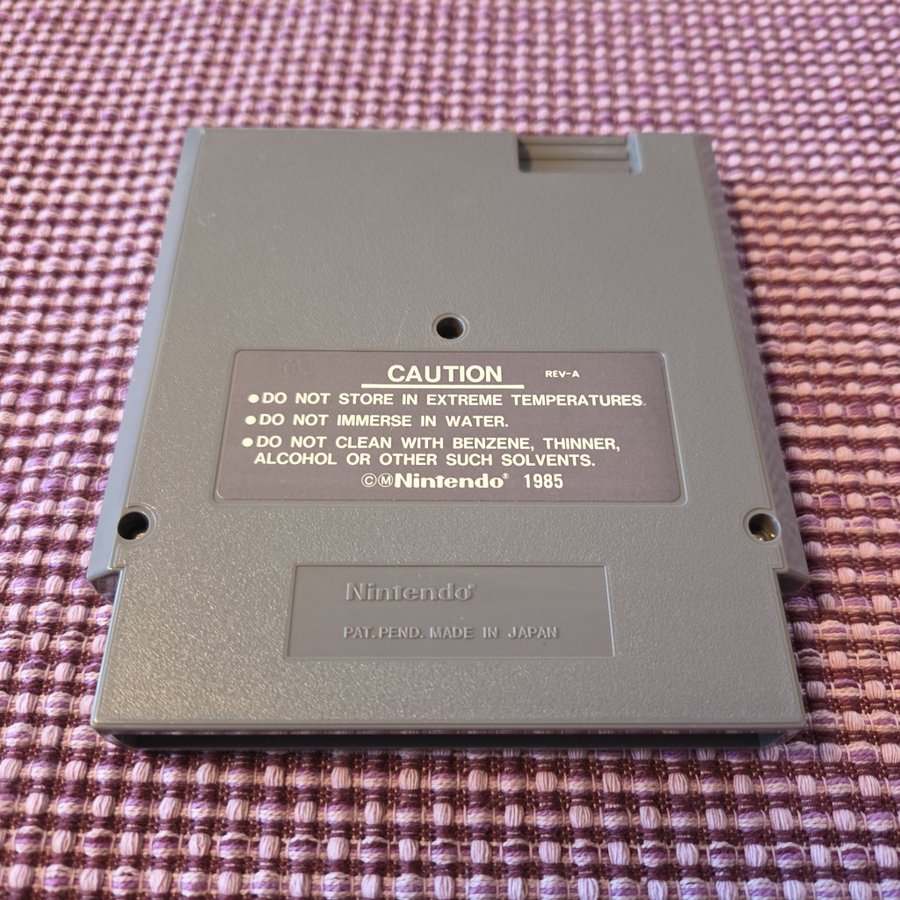 CAUTION REV-A
●DO NOT STORE IN EXTREME TEMPERATURES.
●DO NOT IMMERSE IN WATER.
●DO NOT CLEAN WITH BENZENE, THINNER,
ALCOHOL OR OTHER SUCH SOLVENTS.
©ⓂNintendo® 1985
Nintendo®
PAT. PEND. MADE IN JAPAN